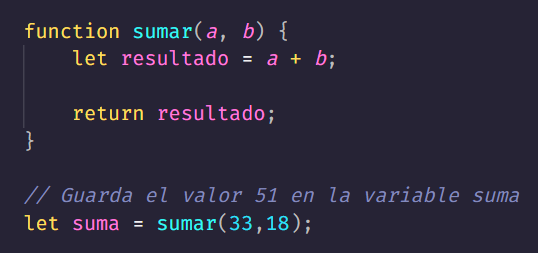 function sumar(a, b) {
    let resultado = a + b;

    return resultado;
}

// Guarda el valor 51 en la variable suma
let suma = sumar(33,18);